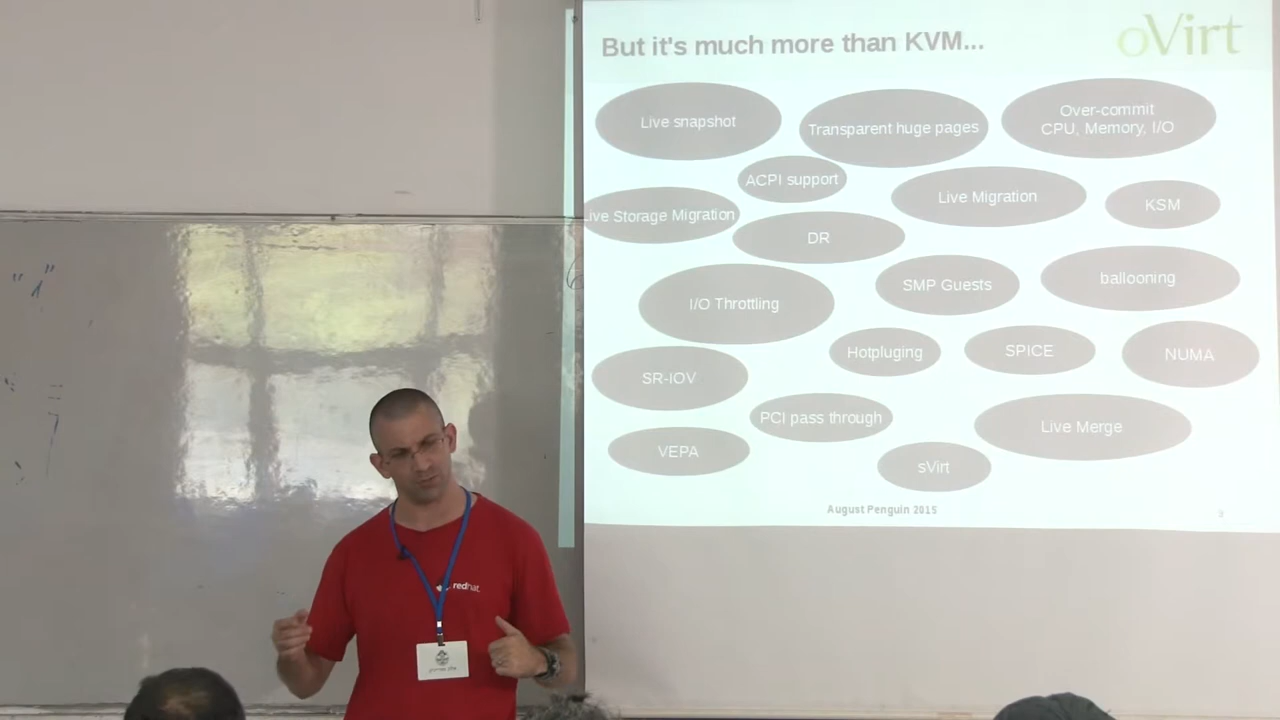 But it's much more than KVM...
oVirt
Live snapshot
Transparent huge pages
Over-commit
CPU, Memory, I/O
ACPI support
Live Migration
KSM
ive Storage Migration
DR
SMP Guests
ballooning
I/O Throttling
Hotpluging
SPICE
NUMA
SR-IOV
PCI pass through
Live Merge
VEPA
sVirt
August Penguin 2015
3
redhat.